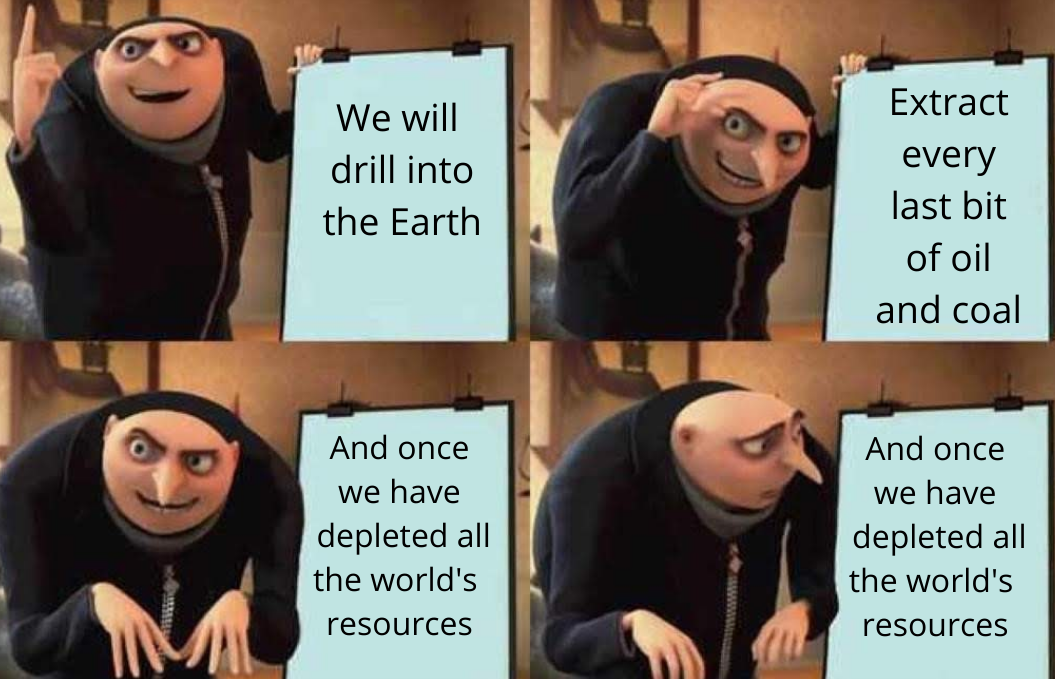 We will
drill into
the Earth
Extract
every
last bit
of oil
and coal
And once
we have
depleted all
the world's
resources
And once
we have
depleted all
the world's
resources